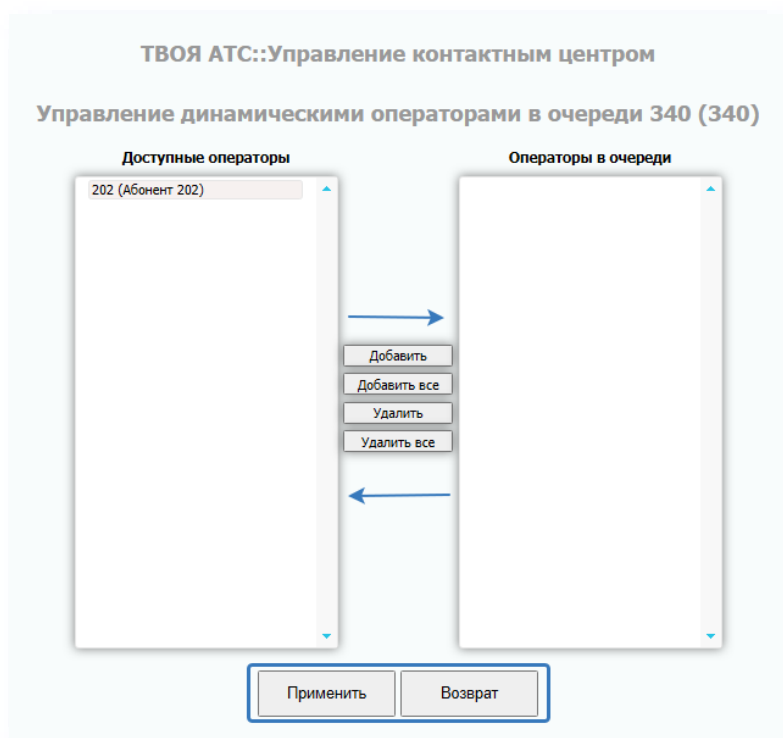 ТВОЯ АТС::Управление контактным центром
Управление динамическими операторами в очереди 340 (340)
Доступные операторы
Операторы в очереди
202 (Абонент 202)
Добавить
Добавить все
Удалить
Удалить все
Применить
Возврат